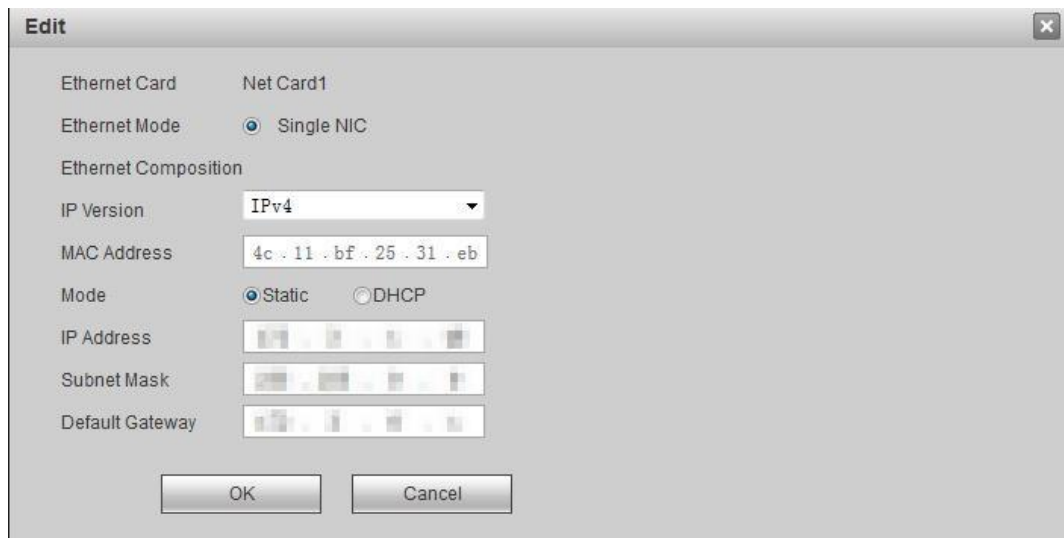 Edit
Ethernet Card Net Card1
Ethernet Mode Single NIC
Ethernet Composition
IP Version IPv4
MAC Address 4c . 11 . bf . 25 . 31 . eb
Mode Static DHCP
IP Address
Subnet Mask
Default Gateway
OK Cancel